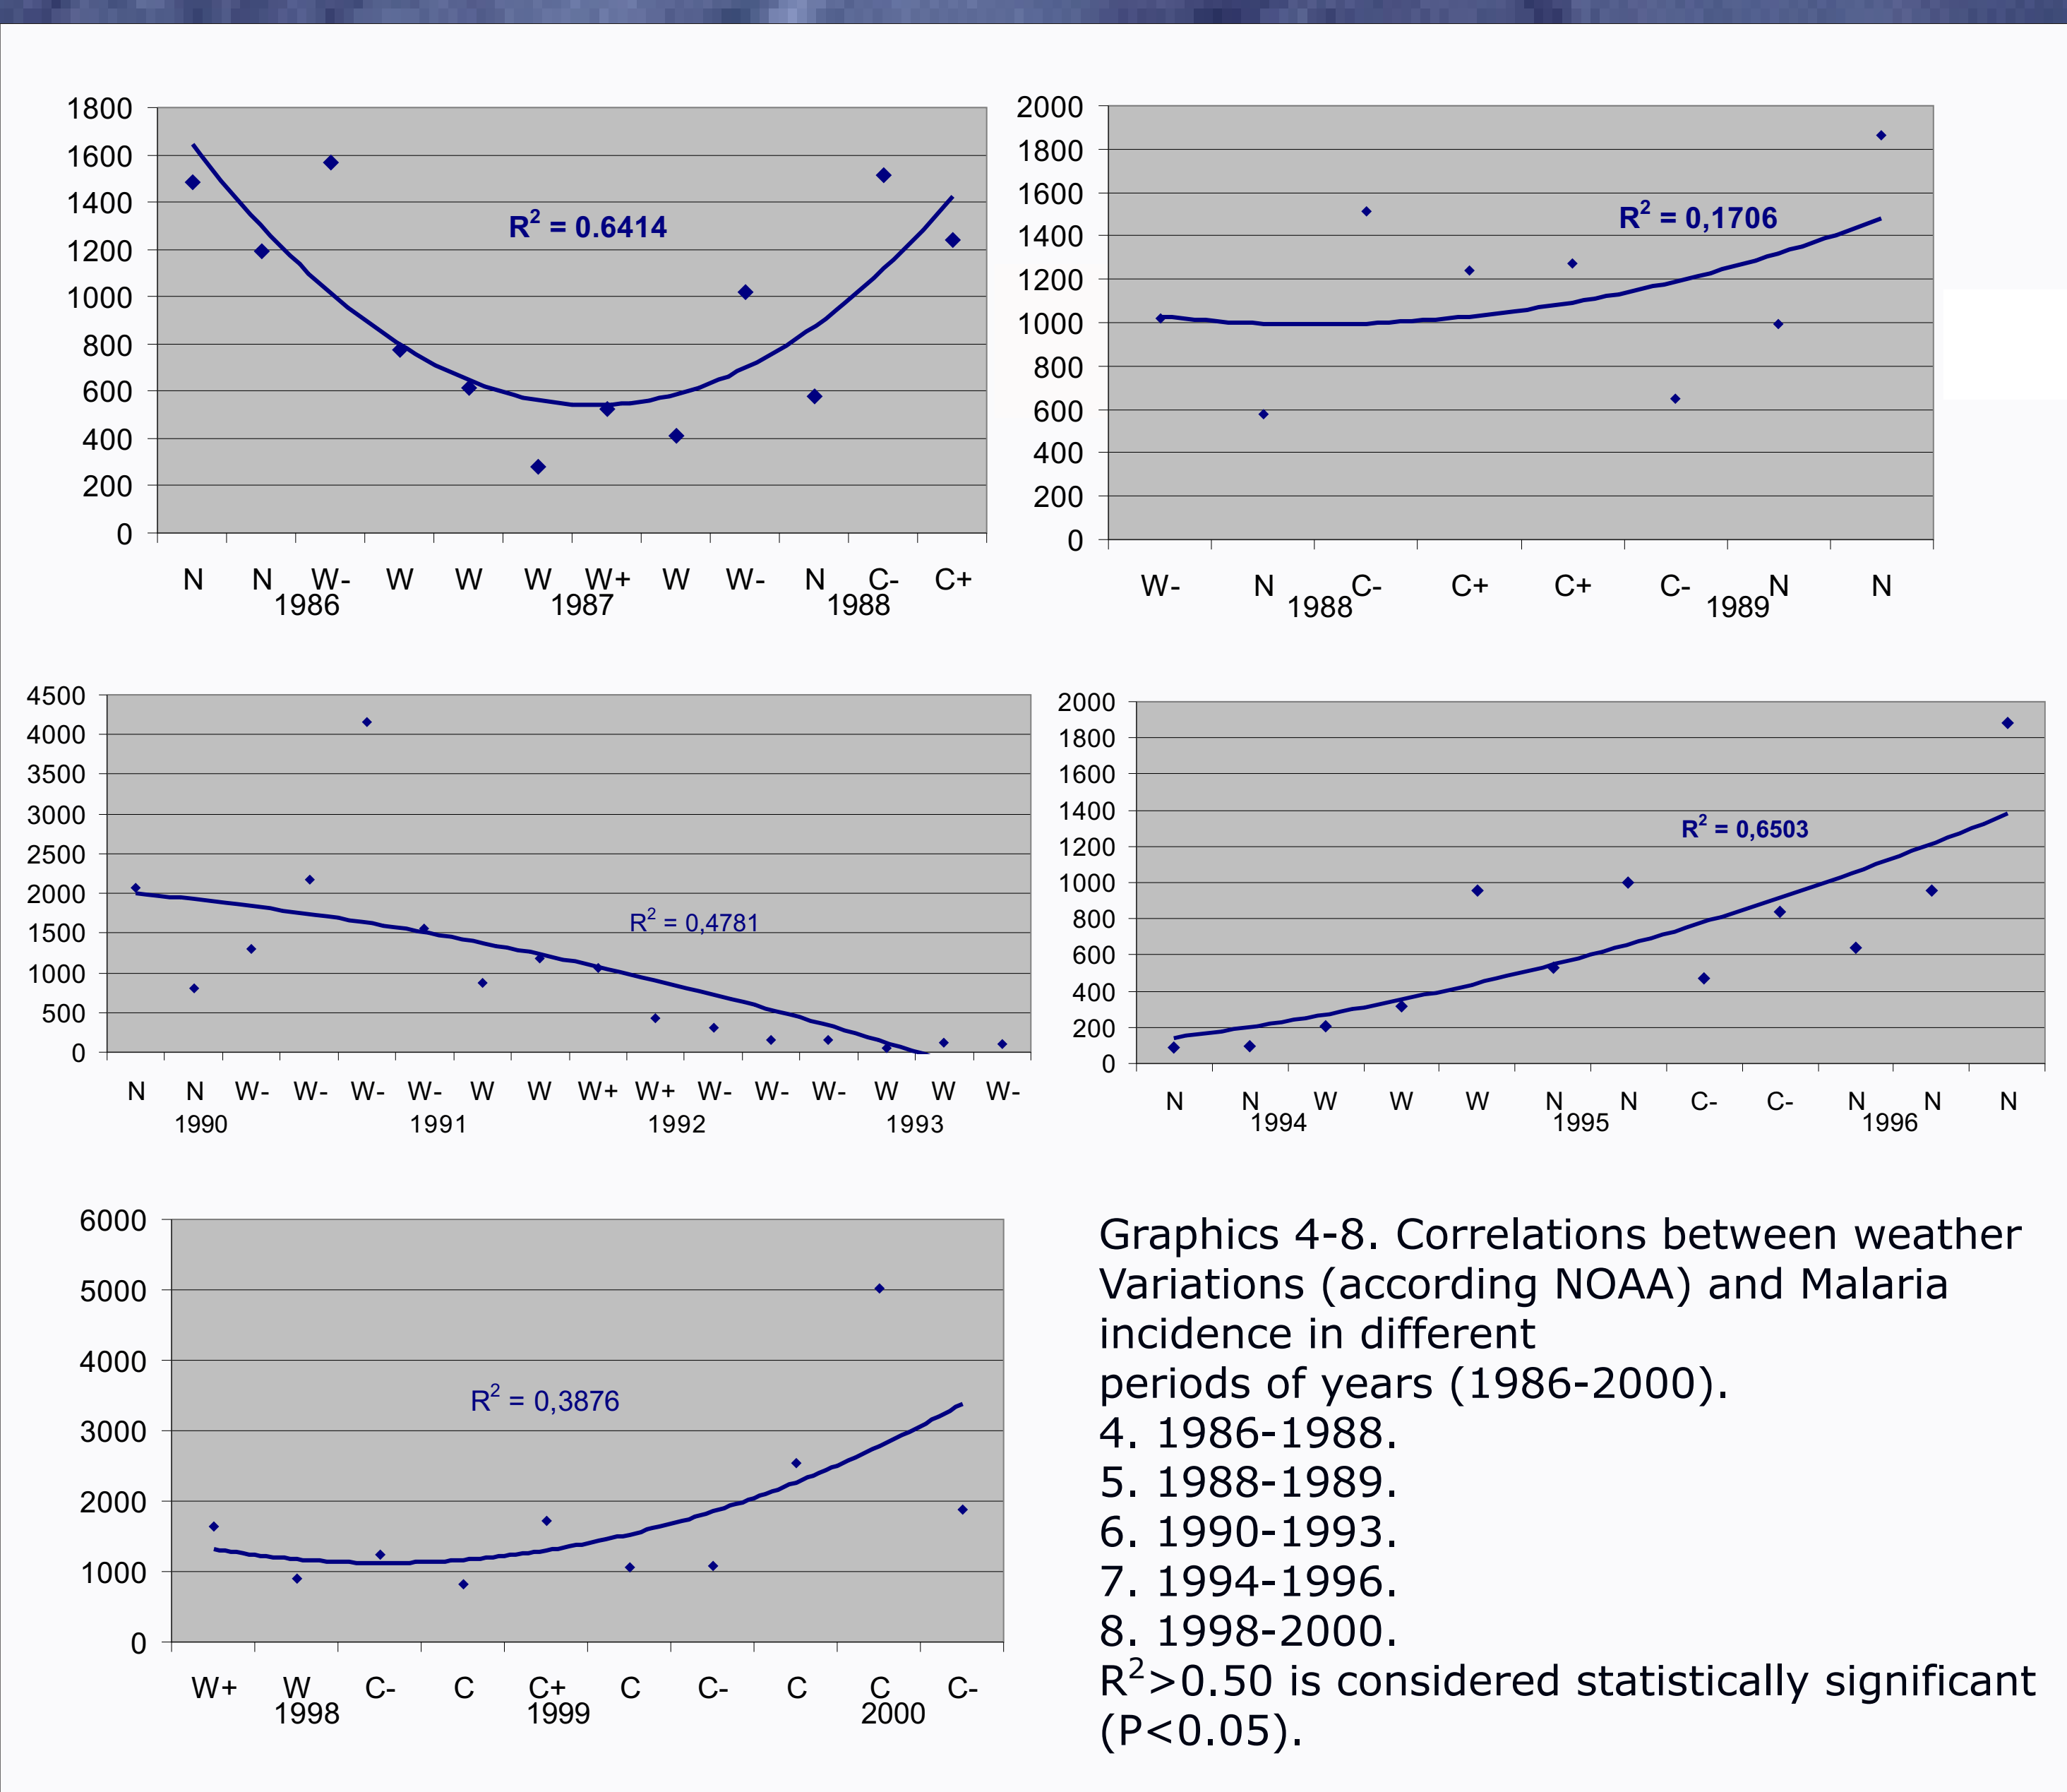 1800
1600
1400
1200
1000
800
600
400
200
0
R² = 0.6414
N N W- W W W W+ W W- N C- C+
1986 1987 1988
2000
1800
1600
1400
1200
1000
800
600
400
200
0
R² = 0,1706
W- N C- C+ C+ C- N N
1988 1989
4500
4000
3500
3000
2500
2000
1500
1000
500
0
R² = 0,4781
N N W- W- W- W- W W W+ W+ W- W- W- W W W-
1990 1991 1992 1993
2000
1800
1600
1400
1200
1000
800
600
400
200
0
R² = 0,6503
N N W W W N N C- C- N N N
1994 1995 1996
6000
5000
4000
3000
2000
1000
0
R² = 0,3876
W+ W C- C C+ C C- C C C-
1998 1999 2000
Graphics 4-8. Correlations between weather
Variations (according NOAA) and Malaria
incidence in different
periods of years (1986-2000).
4. 1986-1988.
5. 1988-1989.
6. 1990-1993.
7. 1994-1996.
8. 1998-2000.
R²>0.50 is considered statistically significant
(P<0.05).